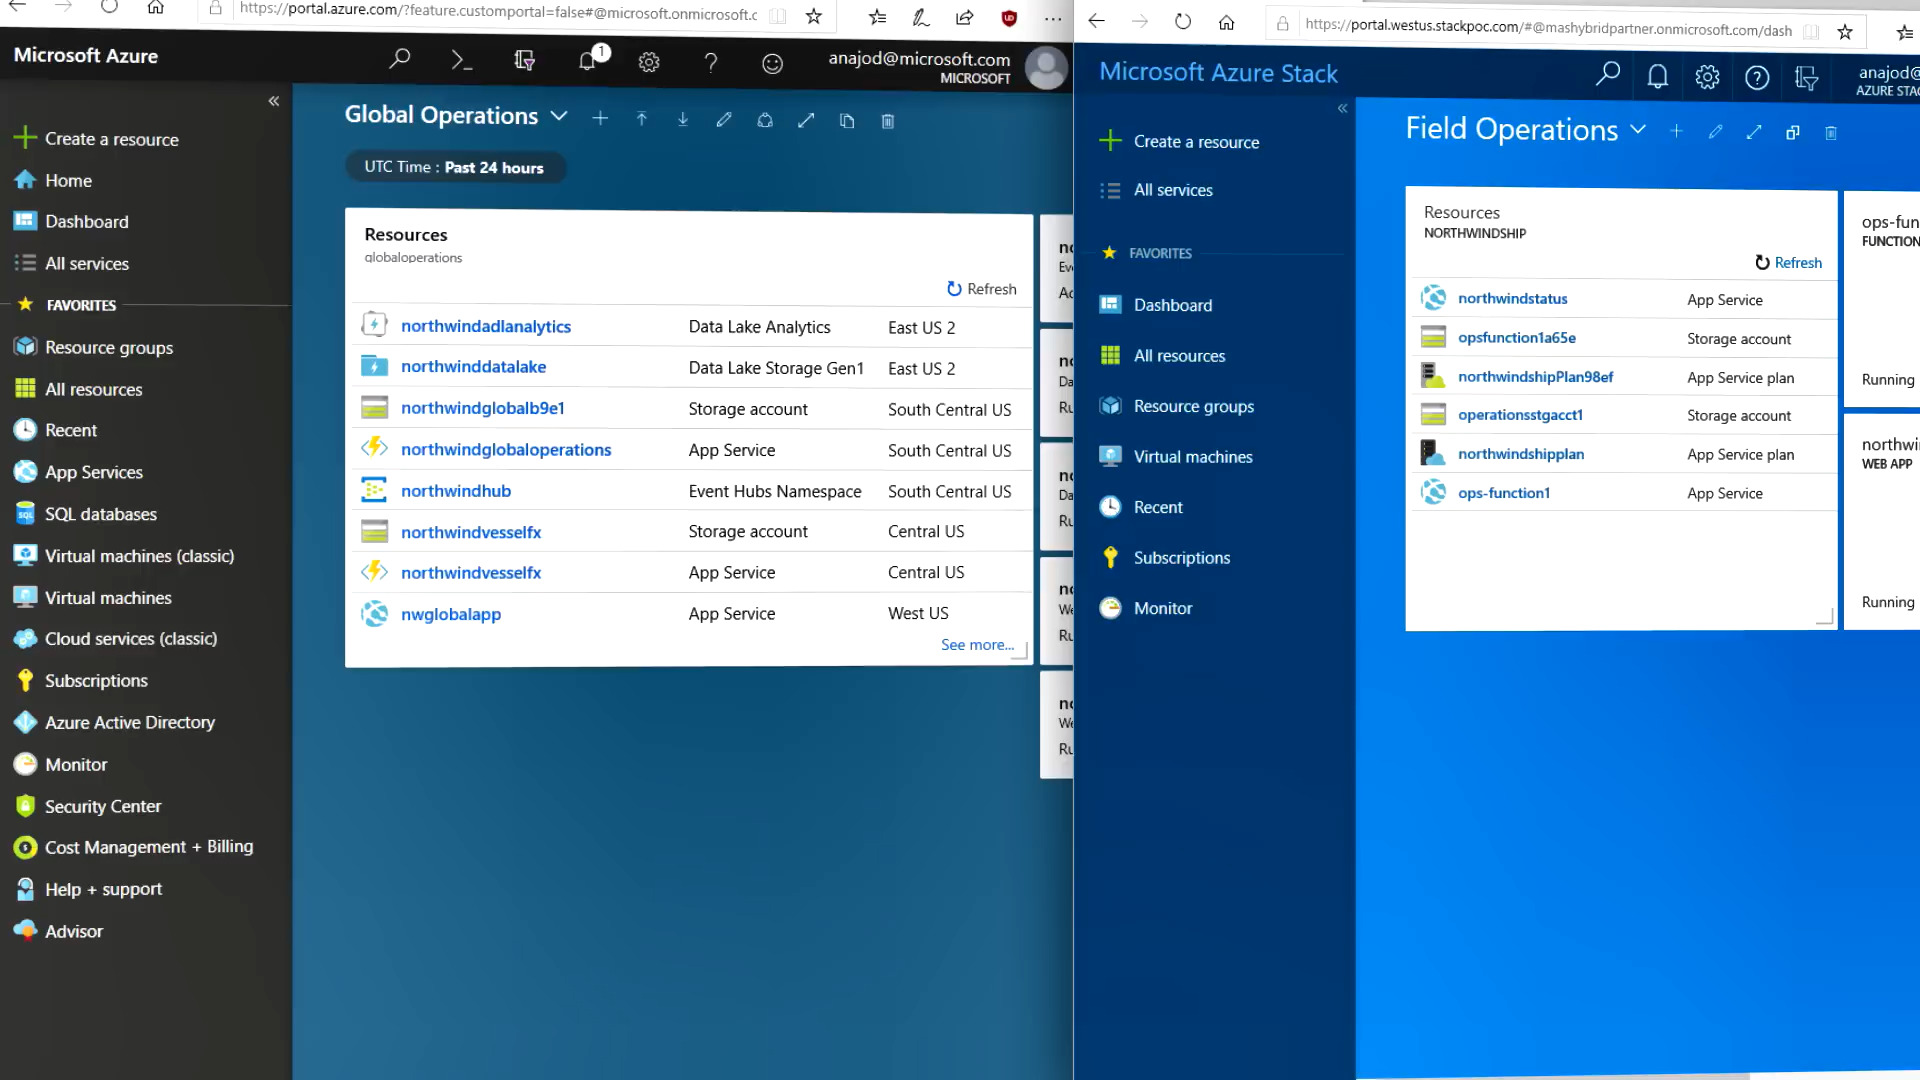 https://portal.azure.com/?feature.customportal=false#@microsoft.onmicrosoft.c
Microsoft Azure
1
anajod@microsoft.com
MICROSOFT
Create a resource
Home
Dashboard
All services
FAVORITES
Resource groups
All resources
Recent
App Services
SQL databases
Virtual machines (classic)
Virtual machines
Cloud services (classic)
Subscriptions
Azure Active Directory
Monitor
Security Center
Cost Management + Billing
Help + support
Advisor
Global Operations
UTC Time : Past 24 hours
Resources
globaloperations
Refresh
northwindadlanalytics Data Lake Analytics East US 2
northwinddatalake Data Lake Storage Gen1 East US 2
northwindglobalb9e1 Storage account South Central US
northwindglobaloperations App Service South Central US
northwindhub Event Hubs Namespace South Central US
northwindvesselfx Storage account Central US
northwindvesselfx App Service Central US
nwglobalapp App Service West US
See more...
https://portal.westus.stackpoc.com/#@mashybridpartner.onmicrosoft.com/dash
Microsoft Azure Stack
anajod@
AZURE STAC
Create a resource
All services
FAVORITES
Dashboard
All resources
Resource groups
Virtual machines
Recent
Subscriptions
Monitor
Field Operations
Resources
NORTHWINDSHIP
Refresh
northwindstatus App Service
opsfunction1a65e Storage account
northwindshipPlan98ef App Service plan
operationsstgacct1 Storage account
northwindshipplan App Service plan
ops-function1 App Service
ops-fun
FUNCTION
Running
northwi
WEB APP
Running